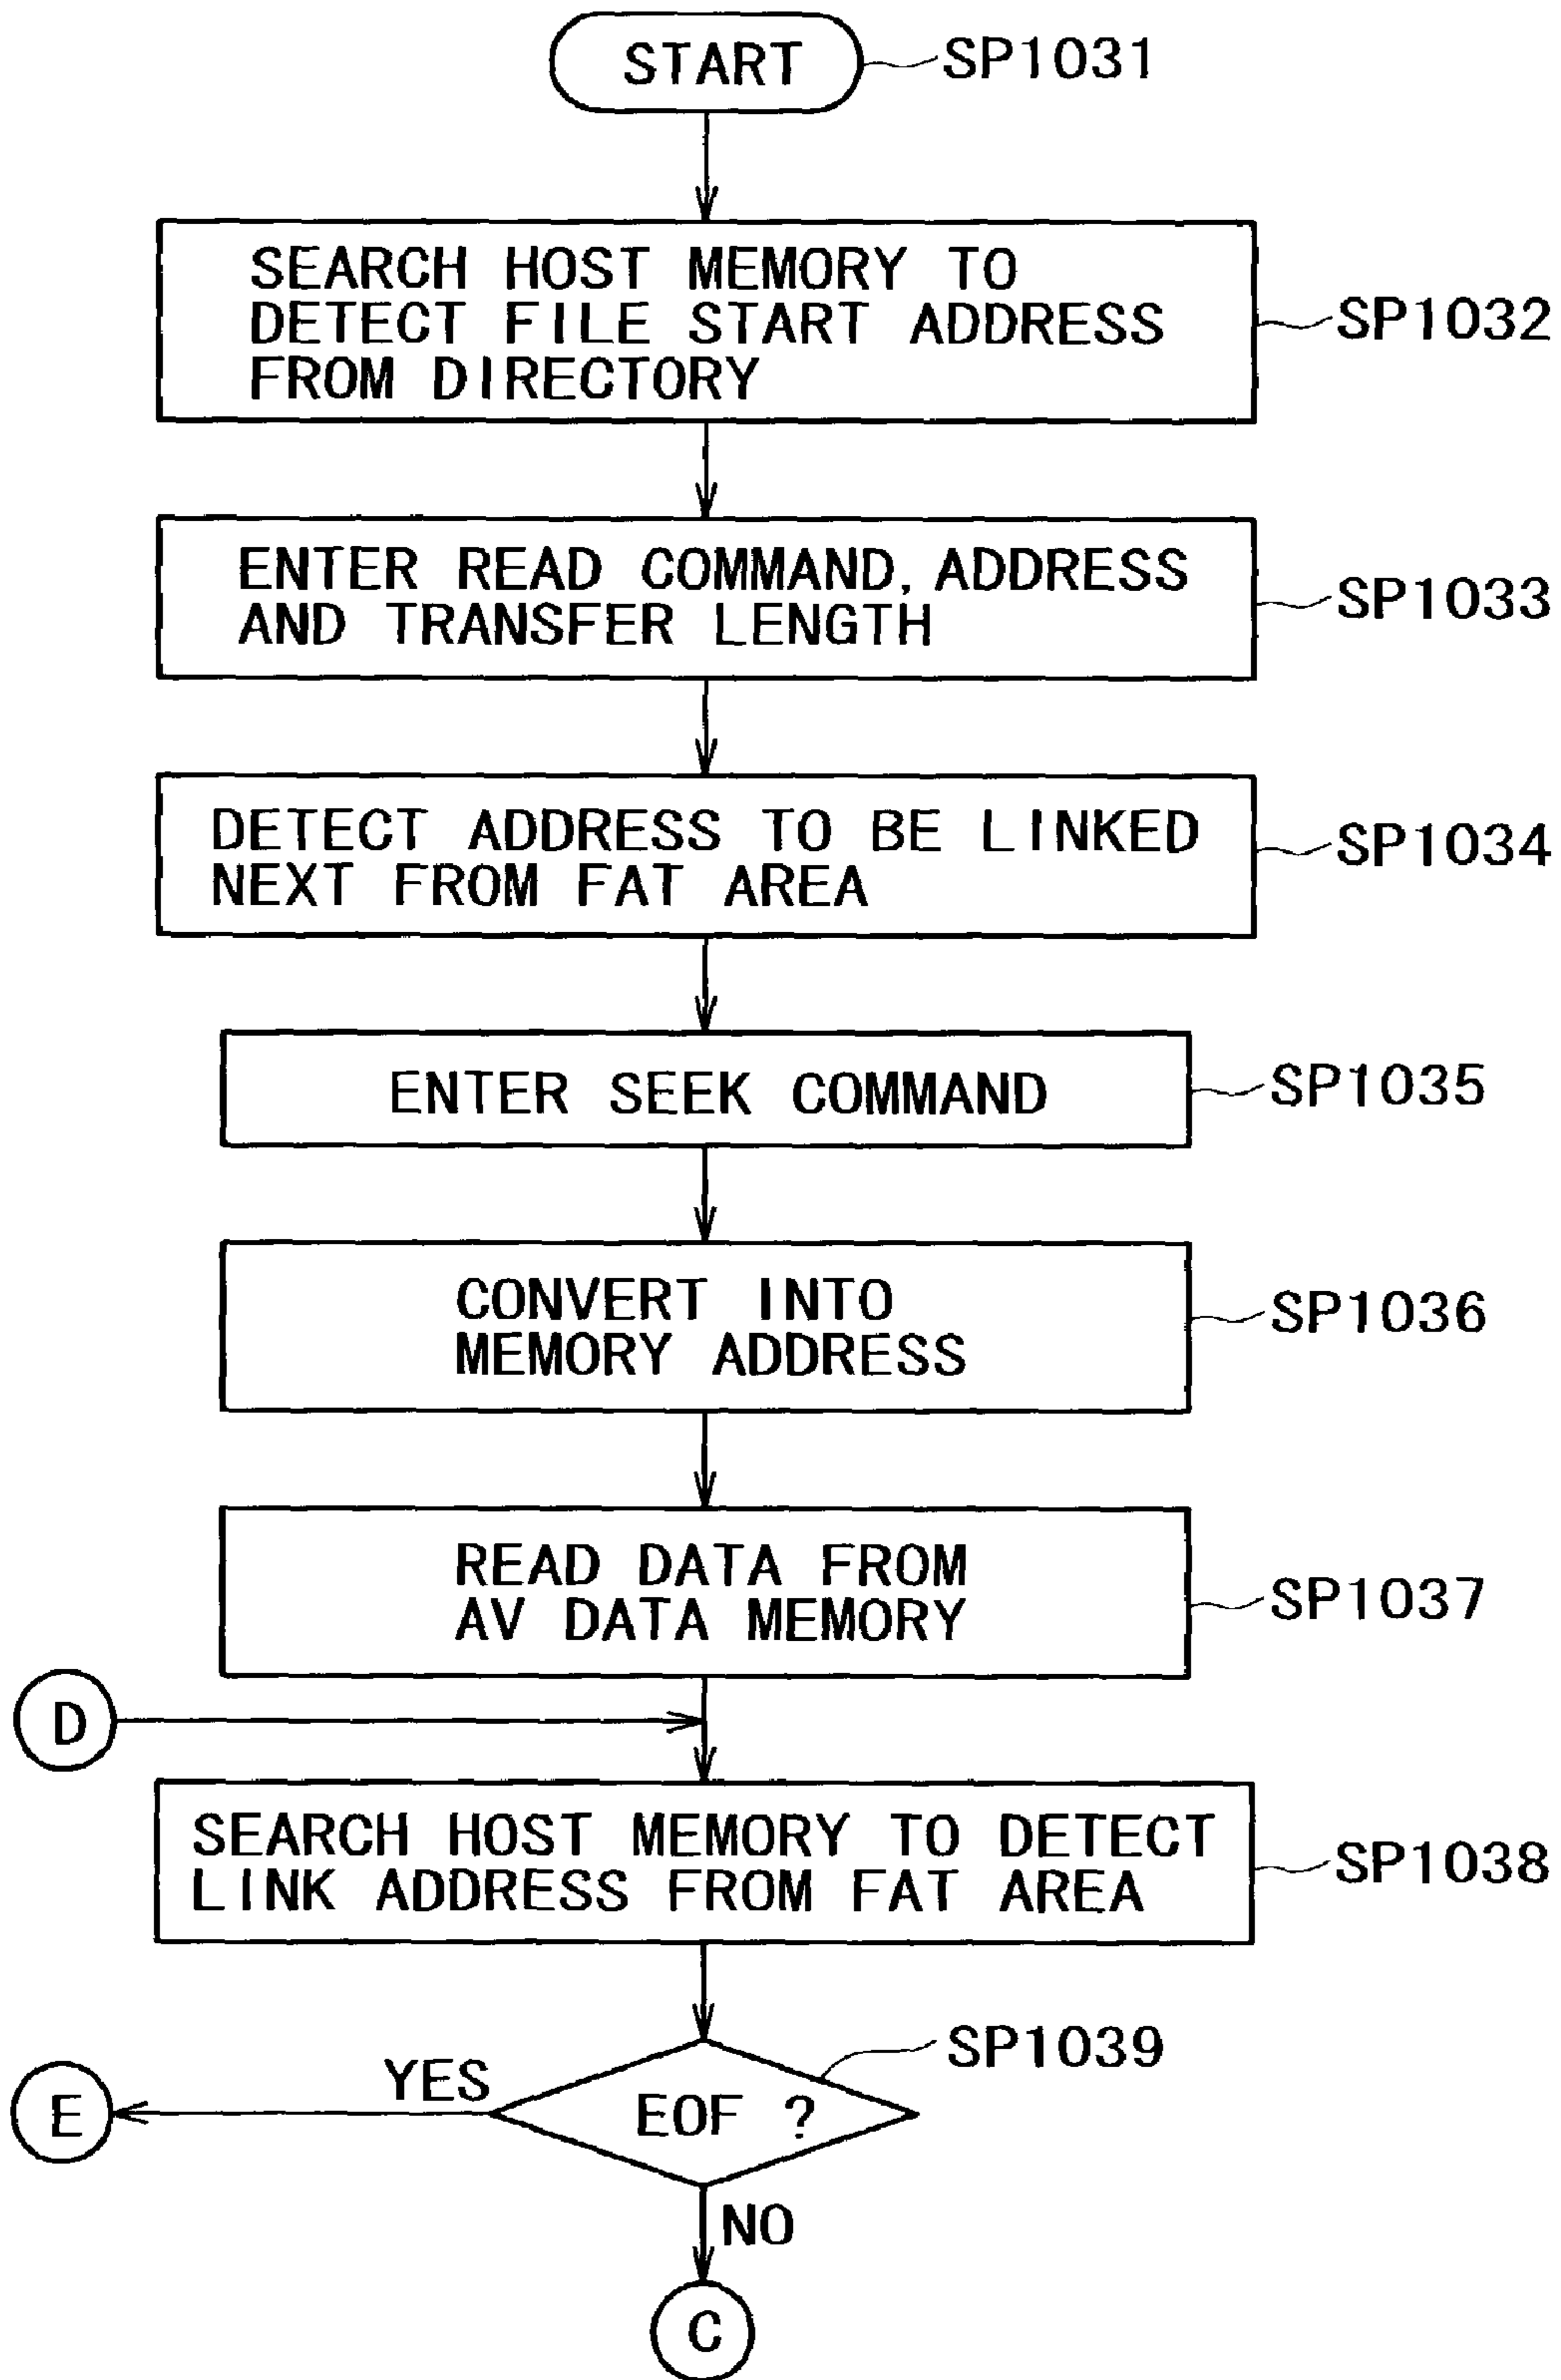 START
SP1031
SEARCH HOST MEMORY TO
DETECT FILE START ADDRESS
FROM DIRECTORY
SP1032
ENTER READ COMMAND, ADDRESS
AND TRANSFER LENGTH
SP1033
DETECT ADDRESS TO BE LINKED
NEXT FROM FAT AREA
SP1034
ENTER SEEK COMMAND
SP1035
CONVERT INTO
MEMORY ADDRESS
SP1036
READ DATA FROM
AV DATA MEMORY
SP1037
D
SEARCH HOST MEMORY TO DETECT
LINK ADDRESS FROM FAT AREA
SP1038
SP1039
EOF ?
YES
E
NO
C